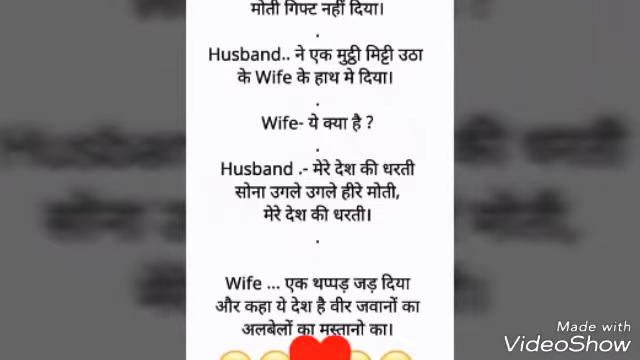 मोती गिफ्ट नहीं दिया।
.
Husband.. ने एक मुट्ठी मिट्टी उठा
के Wife के हाथ मे दिया।
.
Wife- ये क्या है ?
.
Husband .- मेरे देश की धरती
सोना उगले उगले हीरे मोती,
मेरे देश की धरती।
.
Wife ... एक थप्पड़ जड़ दिया
और कहा ये देश है वीर जवानों का
अलबेलों का मस्तानो का।
Made with
VideoShow